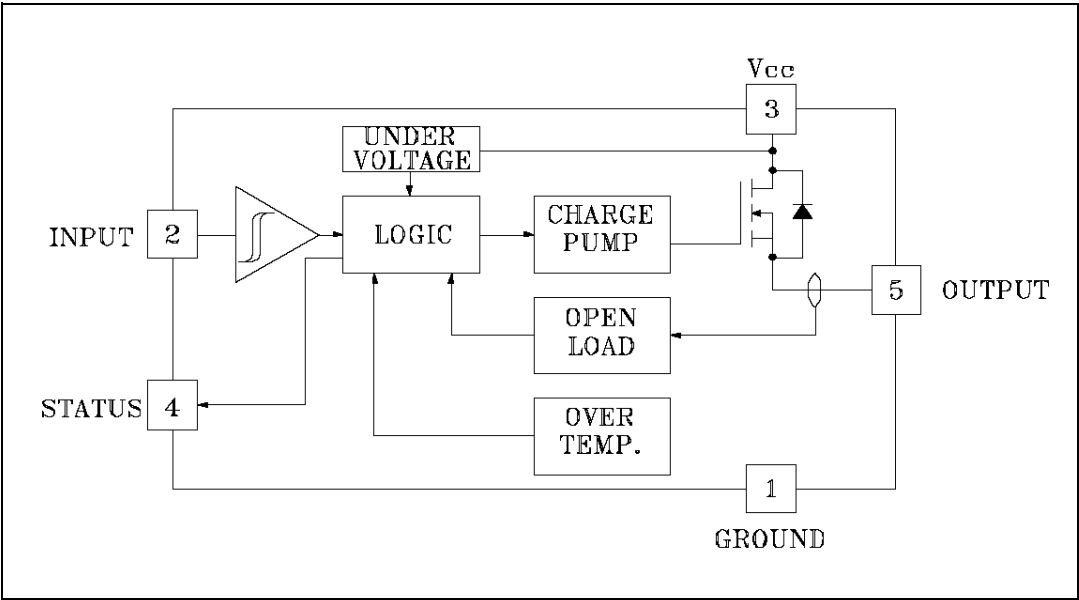 Vcc
3
UNDER
VOLTAGE
INPUT
2
LOGIC
CHARGE
PUMP
5
OUTPUT
OPEN
LOAD
STATUS
4
OVER
TEMP.
1
GROUND